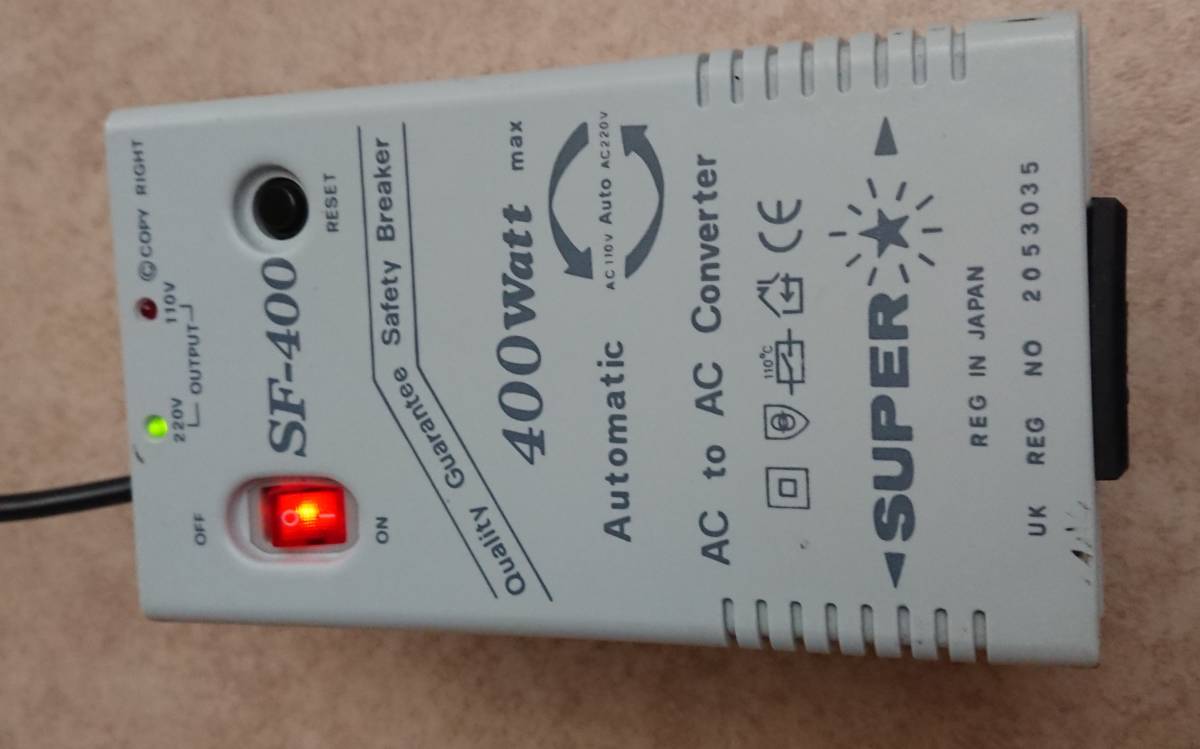 ©COPY RIGHT
220V 110V
OUTPUT
OFF
SF-400
ON
RESET
Quality Guarantee Safety Breaker
400Watt max
Automatic
AC110V Auto AC220V
AC to AC Converter
110°C
CE
SUPER
REG IN JAPAN
UK REG NO 2053035